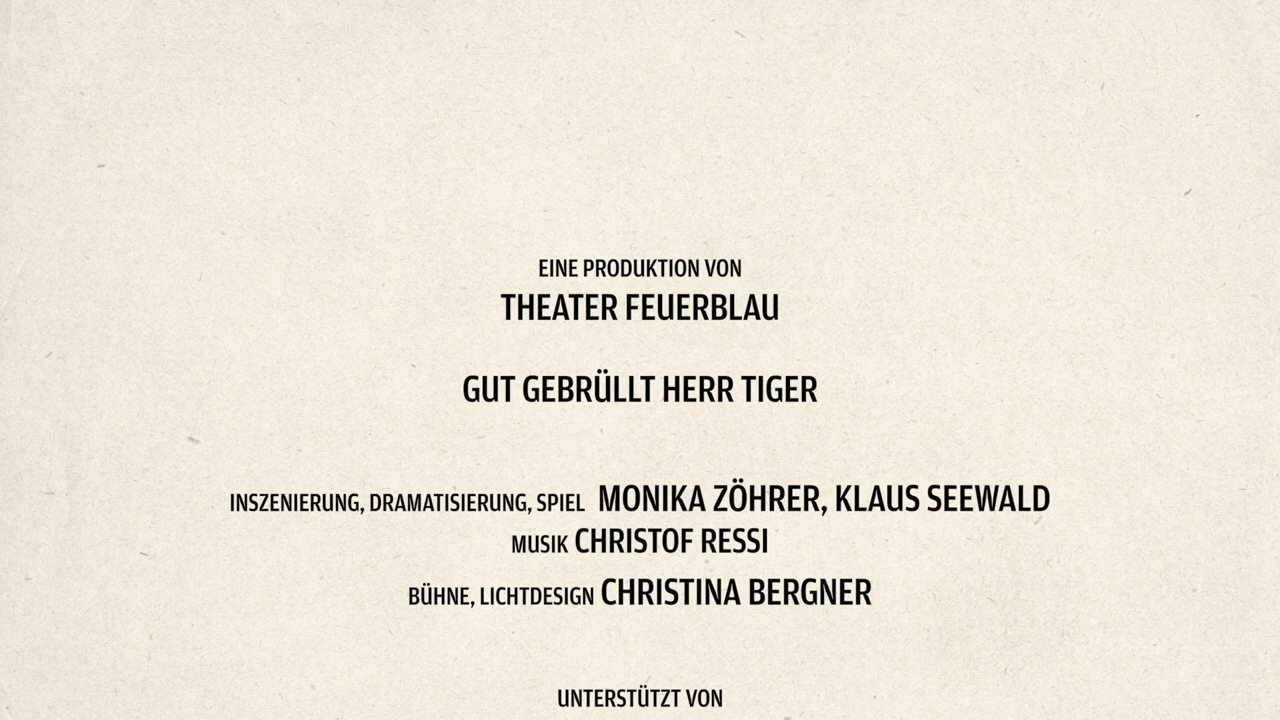 EINE PRODUKTION VON
THEATER FEUERBLAU
GUT GEBRÜLLT HERR TIGER
INSZENIERUNG, DRAMATISIERUNG, SPIEL MONIKA ZÖHRER, KLAUS SEEWALD
MUSIK CHRISTOF RESSI
BÜHNE, LICHTDESIGN CHRISTINA BERGNER
UNTERSTÜTZT VON